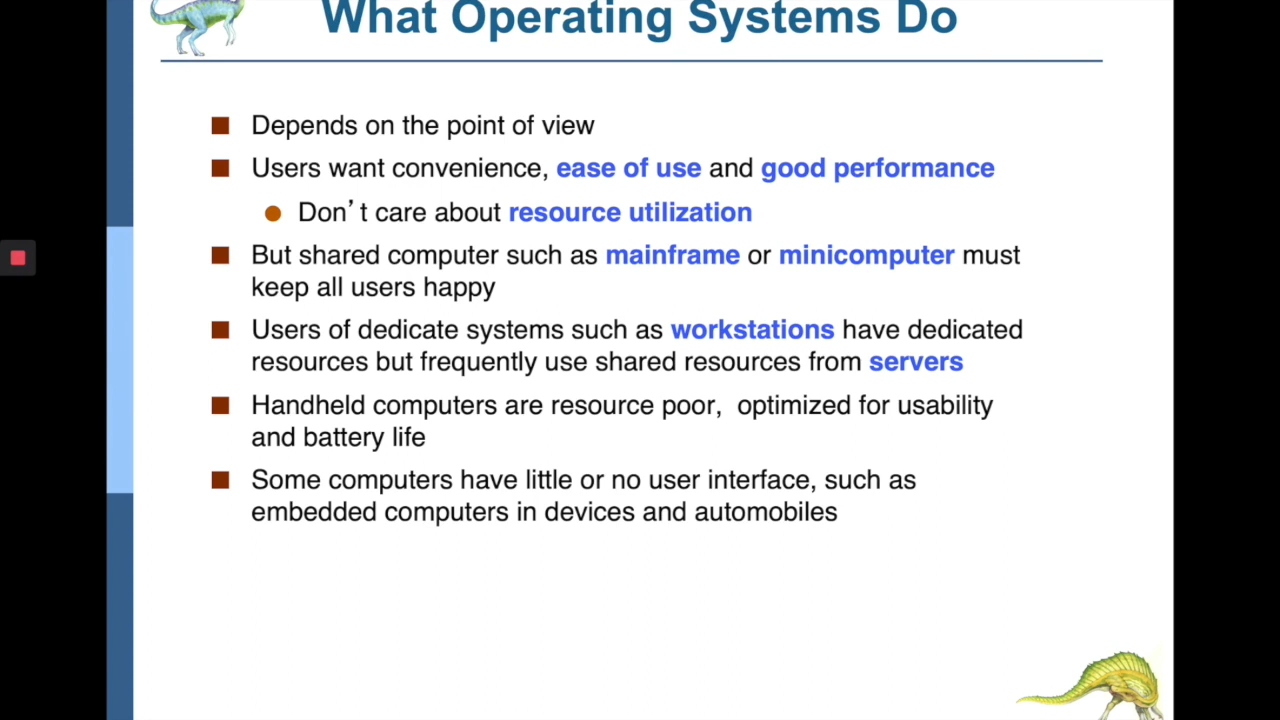 What Operating Systems Do
Depends on the point of view
Users want convenience, ease of use and good performance
Don’t care about resource utilization
But shared computer such as mainframe or minicomputer must
keep all users happy
Users of dedicate systems such as workstations have dedicated
resources but frequently use shared resources from servers
Handheld computers are resource poor, optimized for usability
and battery life
Some computers have little or no user interface, such as
embedded computers in devices and automobiles